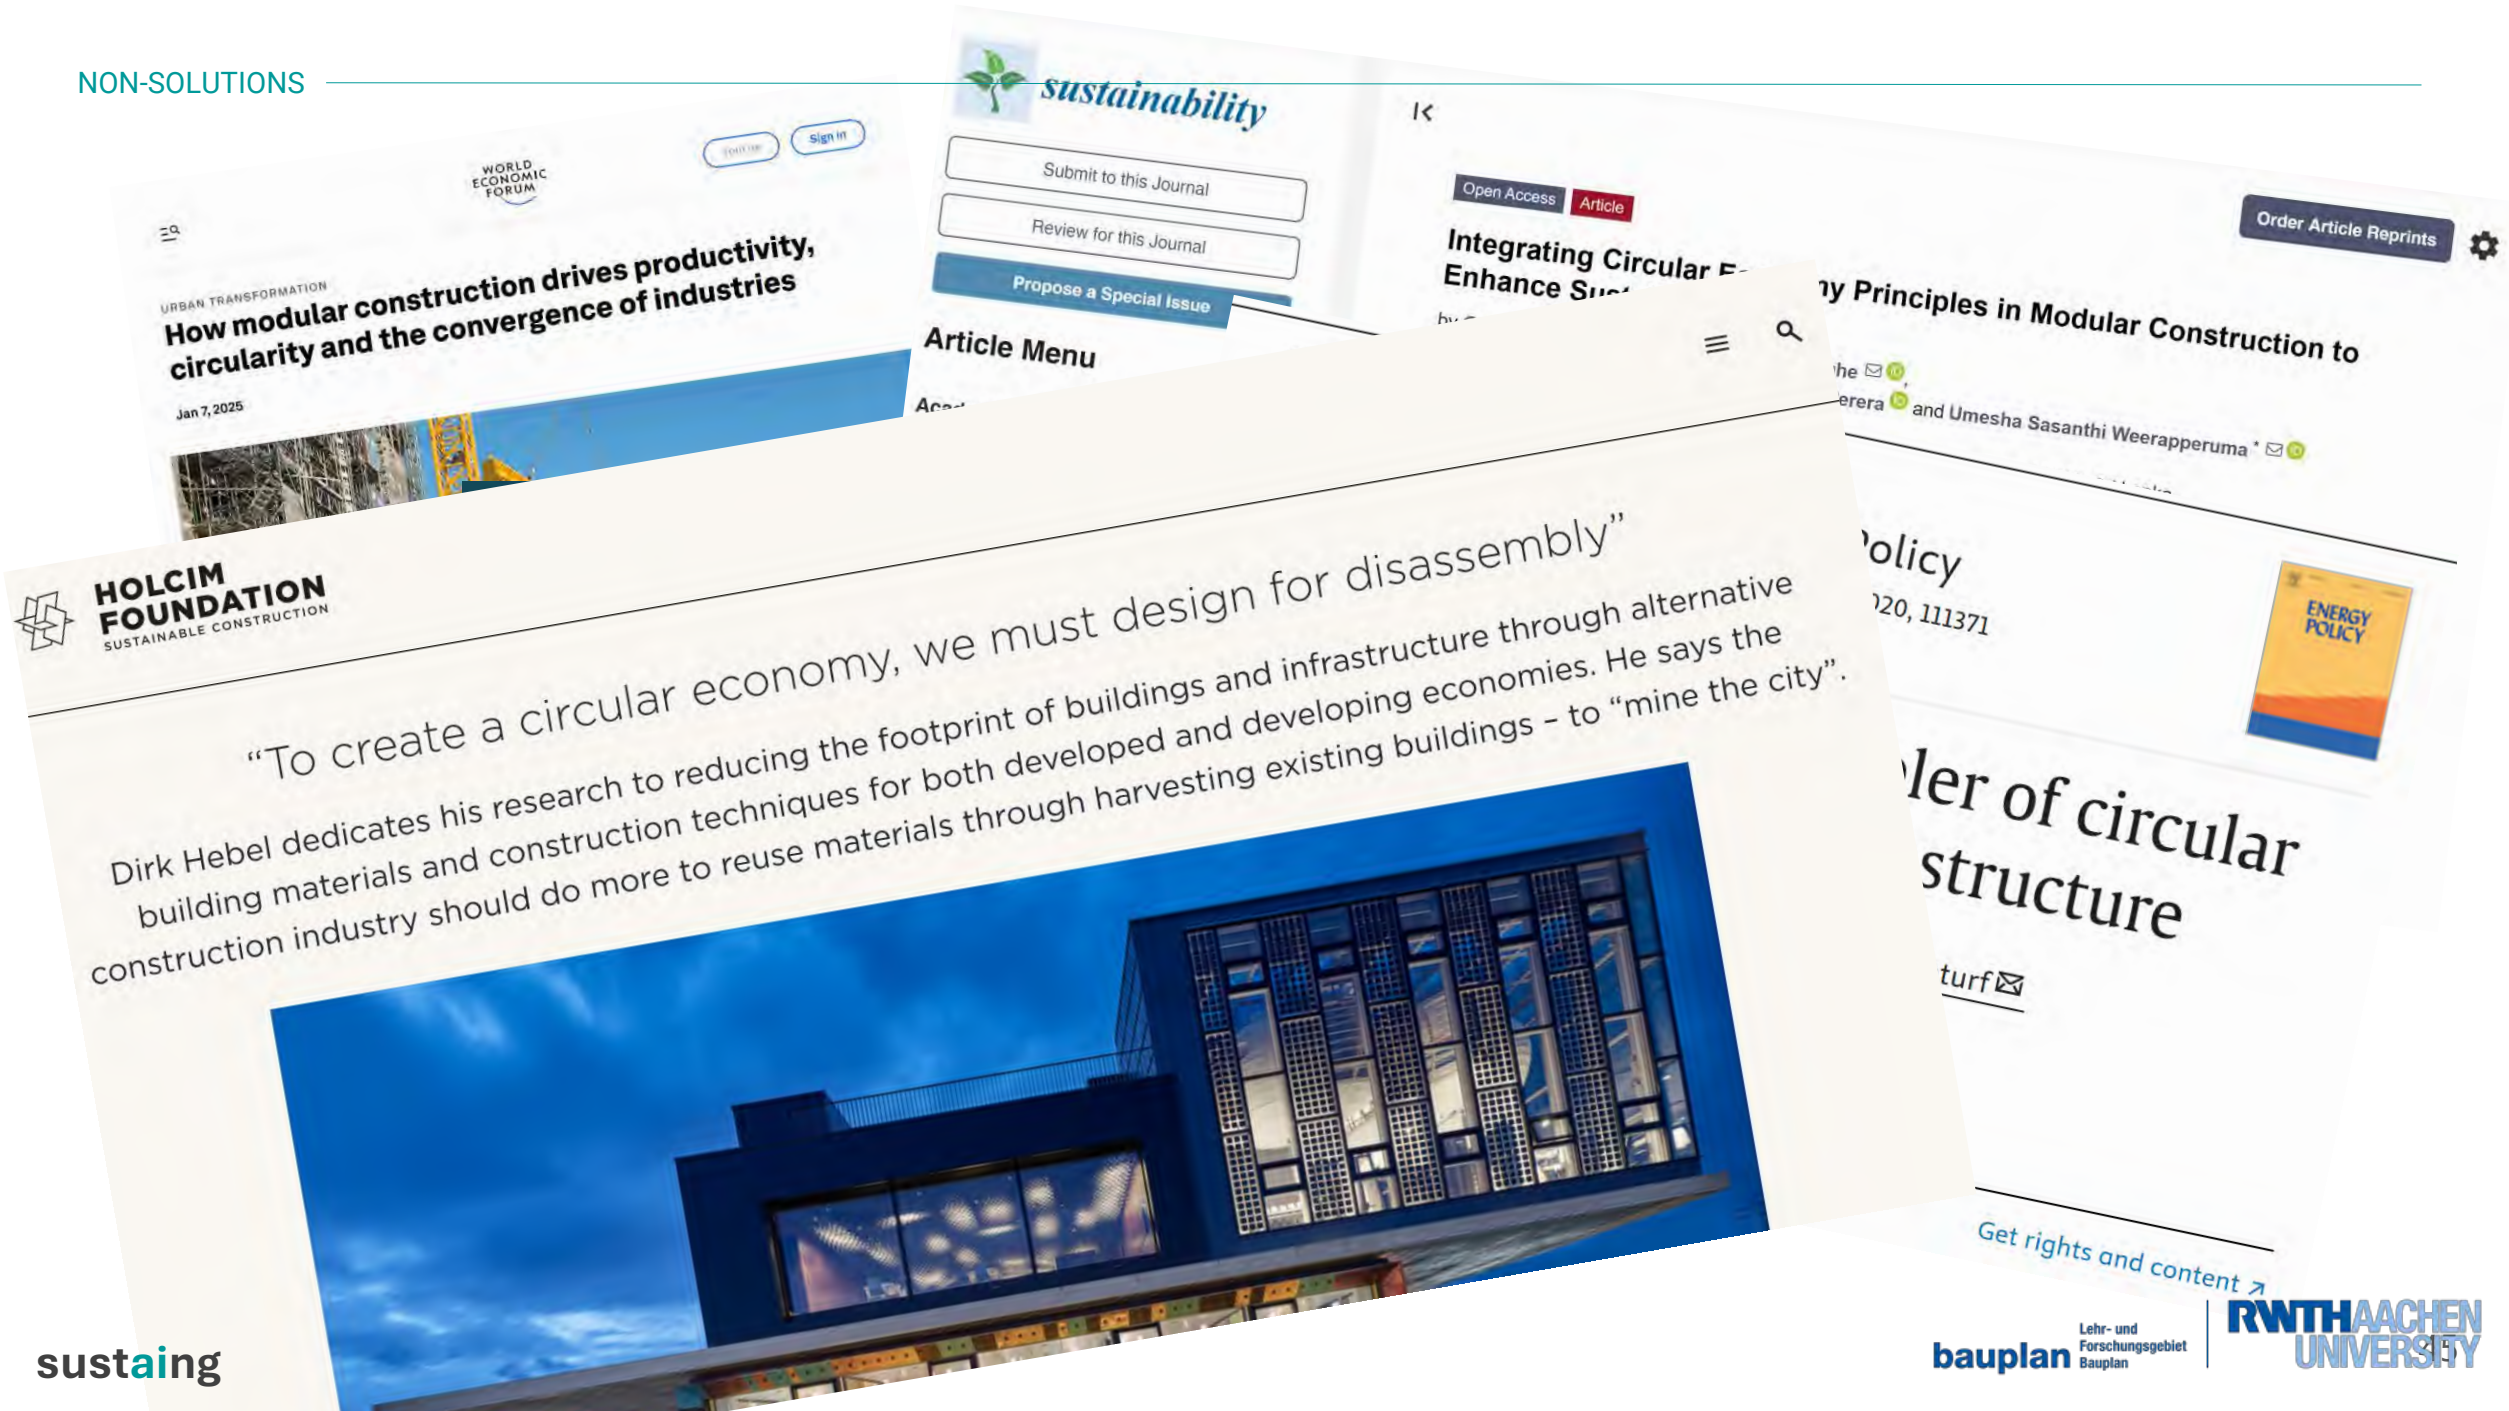 NON-SOLUTIONS
WORLD
ECONOMIC
FORUM
Sign in
URBAN TRANSFORMATION
How modular construction drives productivity,
circularity and the convergence of industries
Jan 7, 2025
sustainability
Submit to this Journal
Review for this Journal
Propose a Special Issue
Article Menu
Open Access Article
Order Article Reprints
Integrating Circular my Principles in Modular Construction to
Enhance
and Umesha Sasanthi Weerapperuma *
HOLCIM
FOUNDATION
SUSTAINABLE CONSTRUCTION
“To create a circular economy, we must design for disassembly”
Dirk Hebel dedicates his research to reducing the footprint of buildings and infrastructure through alternative
building materials and construction techniques for both developed and developing economies. He says the
construction industry should do more to reuse materials through harvesting existing buildings – to “mine the city”.
olicy
020, 111371
ENERGY
POLICY
ler of circular
structure
turf
Get rights and content
sustaing
bauplan
Lehr- und
Forschungsgebiet
Bauplan
RWTHAACHEN
UNIVERSITY